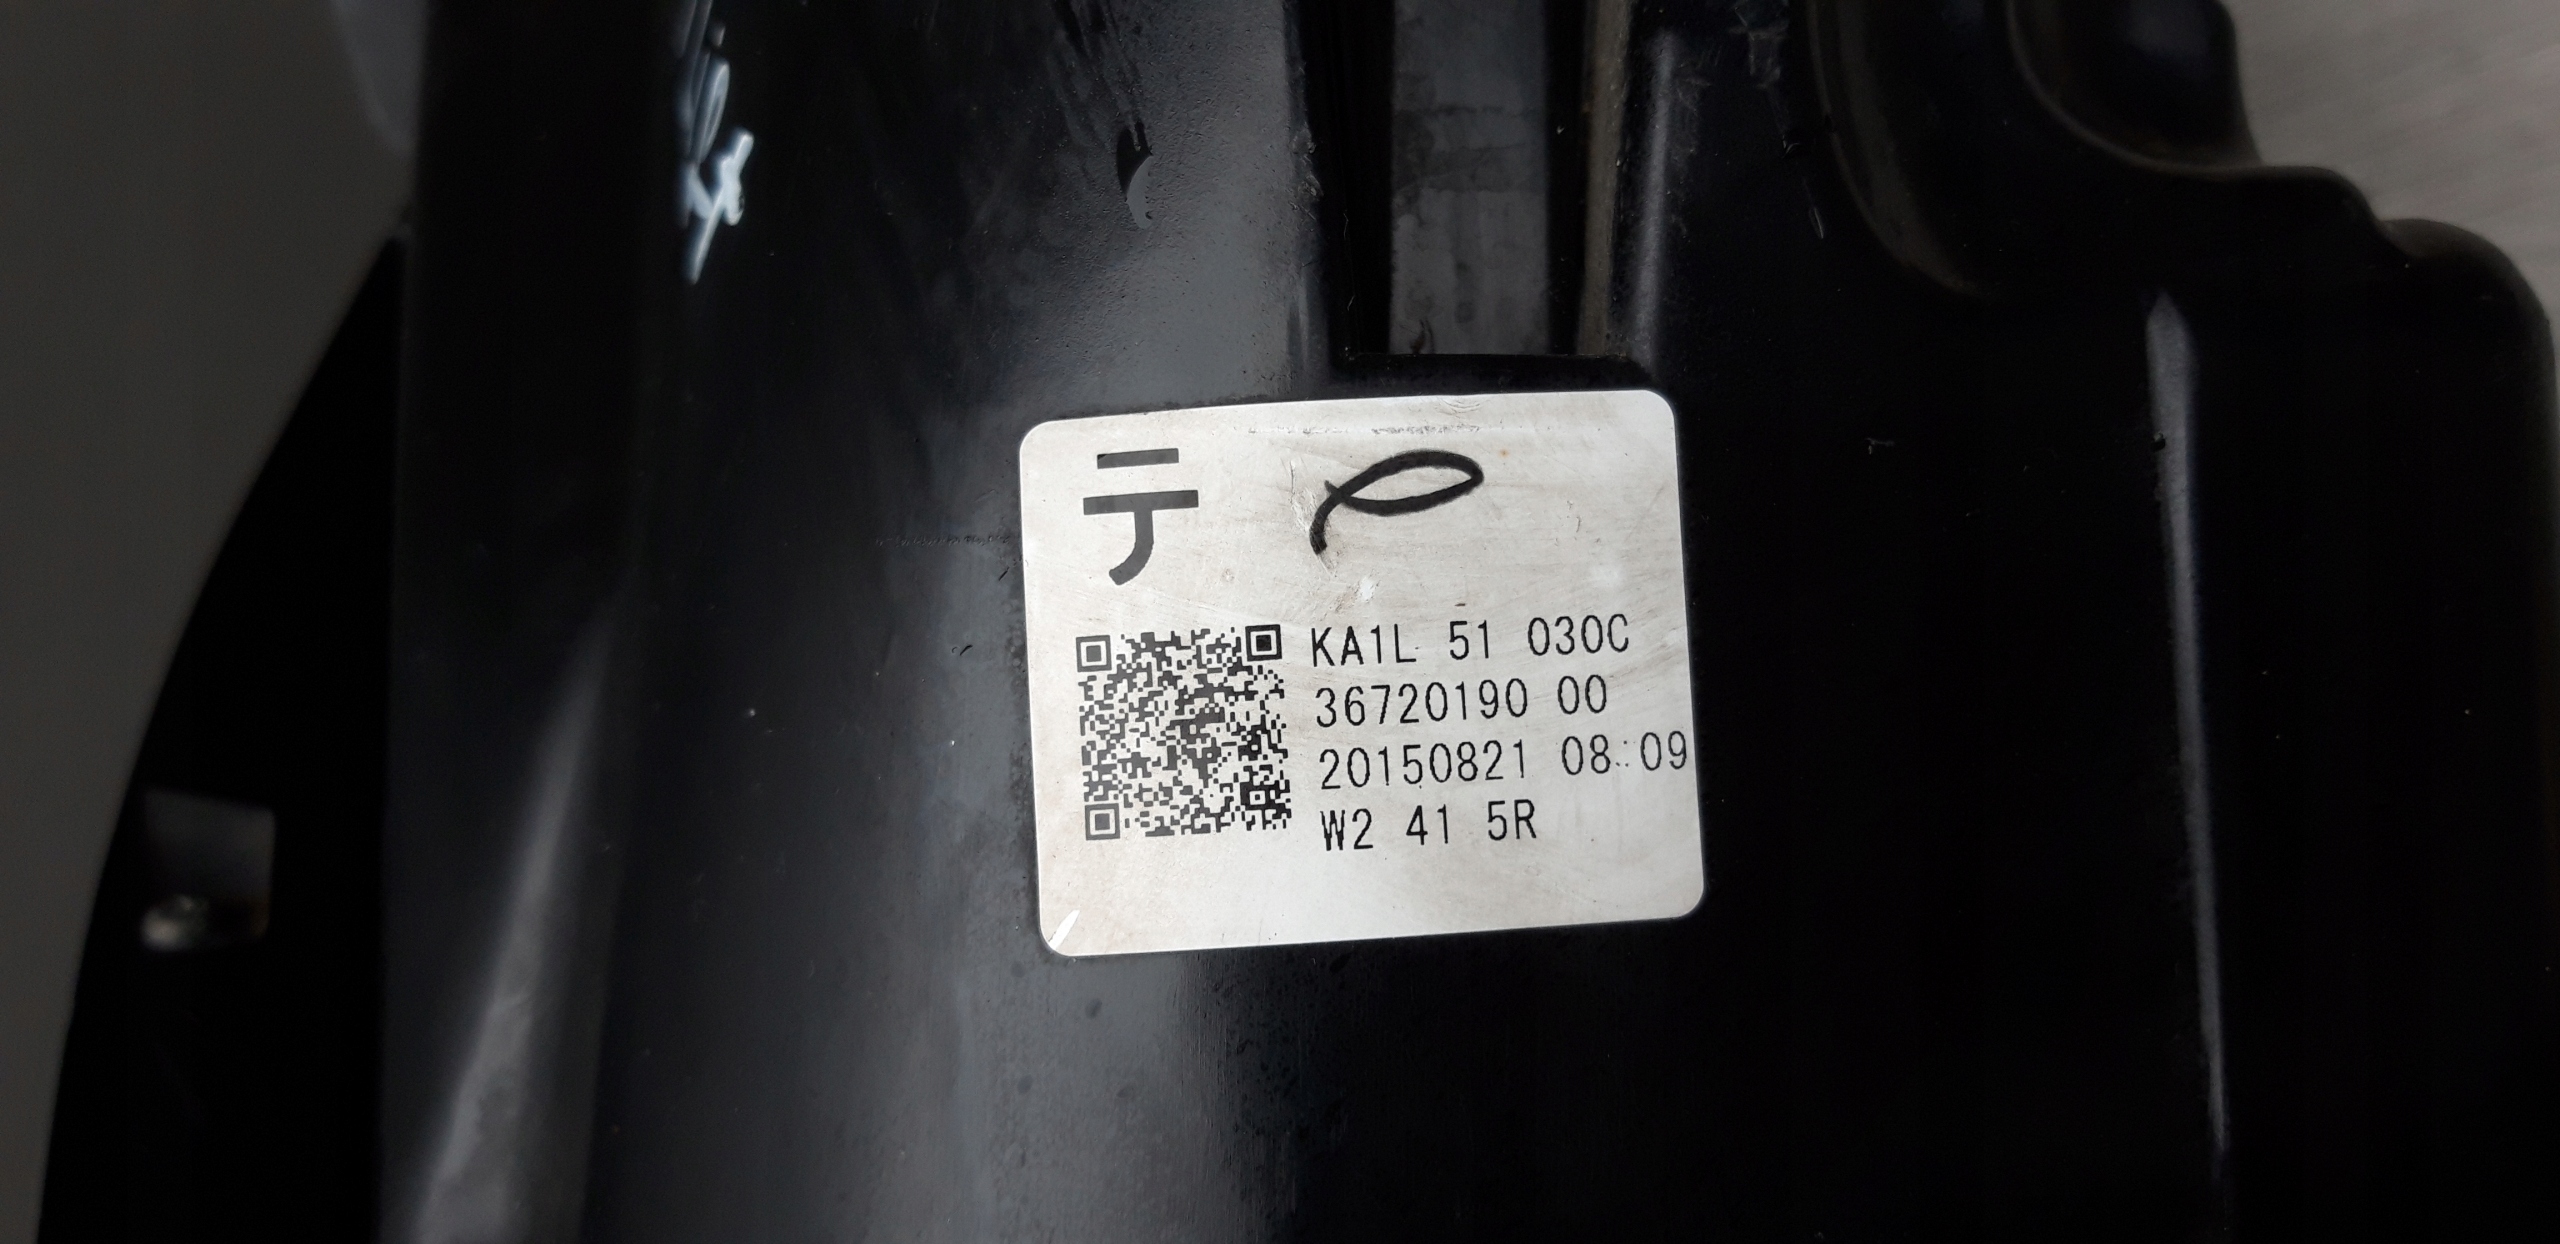 テ
KA1L 51 030C
36720190 00
20150821 08:09
W2 41 5R